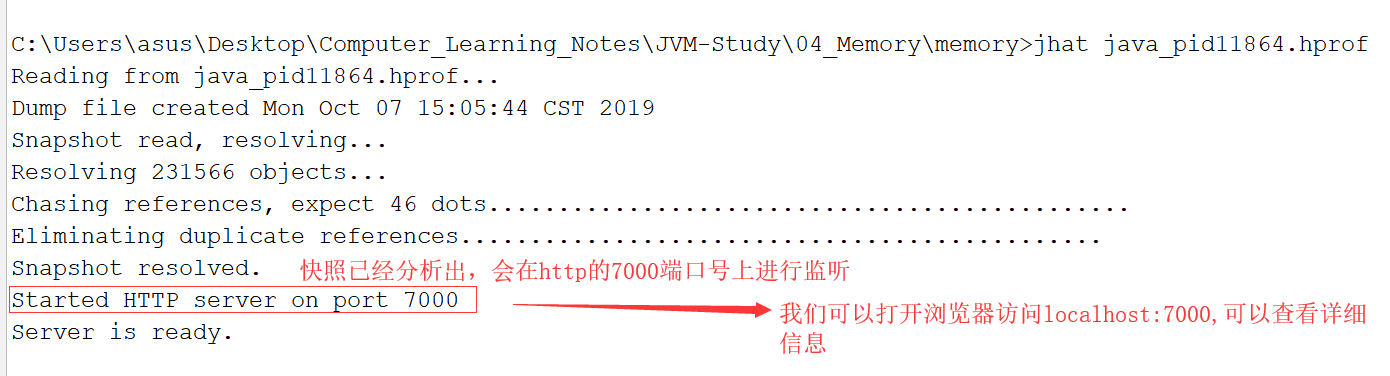 C:\Users\asus\Desktop\Computer_Learning_Notes\JVM-Study\04_Memory\memory>jhat java_pid11864.hprof
Reading from java_pid11864.hprof...
Dump file created Mon Oct 07 15:05:44 CST 2019
Snapshot read, resolving...
Resolving 231566 objects...
Chasing references, expect 46 dots..............................................
Eliminating duplicate references..............................................
Snapshot resolved.
快照已经分析出，会在http的7000端口号上进行监听
Started HTTP server on port 7000
我们可以打开浏览器访问localhost:7000,可以查看详细
信息
Server is ready.